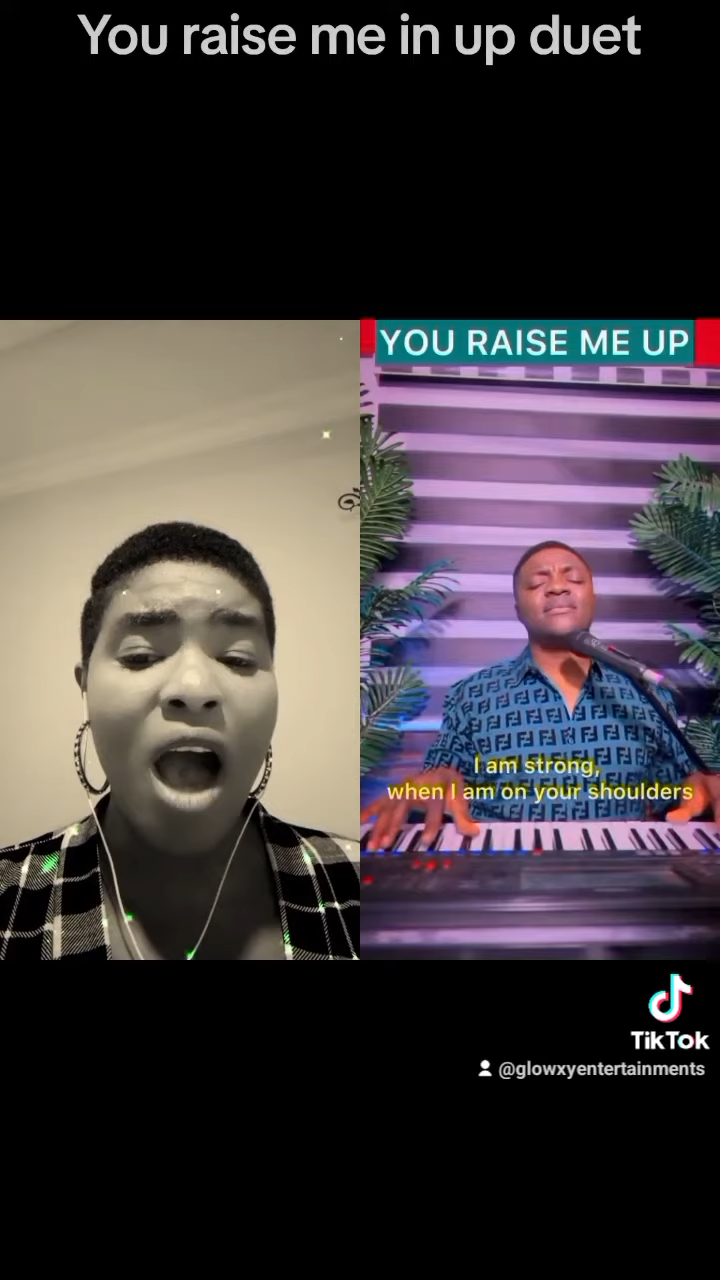 You raise me in up duet
YOU RAISE ME UP
I am strong,
when I am on your shoulders
TikTok
@glowxyentertainments